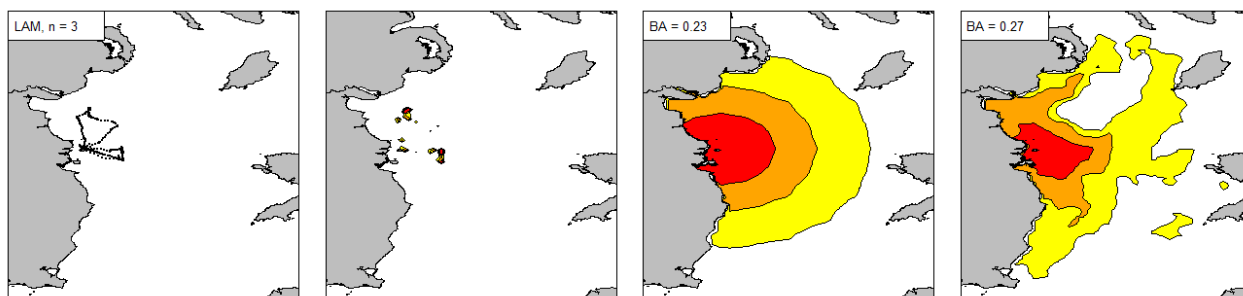 LAM, n = 3
BA = 0.23
BA = 0.27